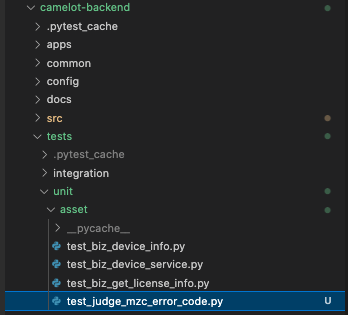 camelot-backend
.pytest_cache
apps
common
config
docs
src
tests
.pytest_cache
integration
unit
asset
__pycache__
test_biz_device_info.py
test_biz_device_service.py
test_biz_get_license_info.py
test_judge_mzc_error_code.py U